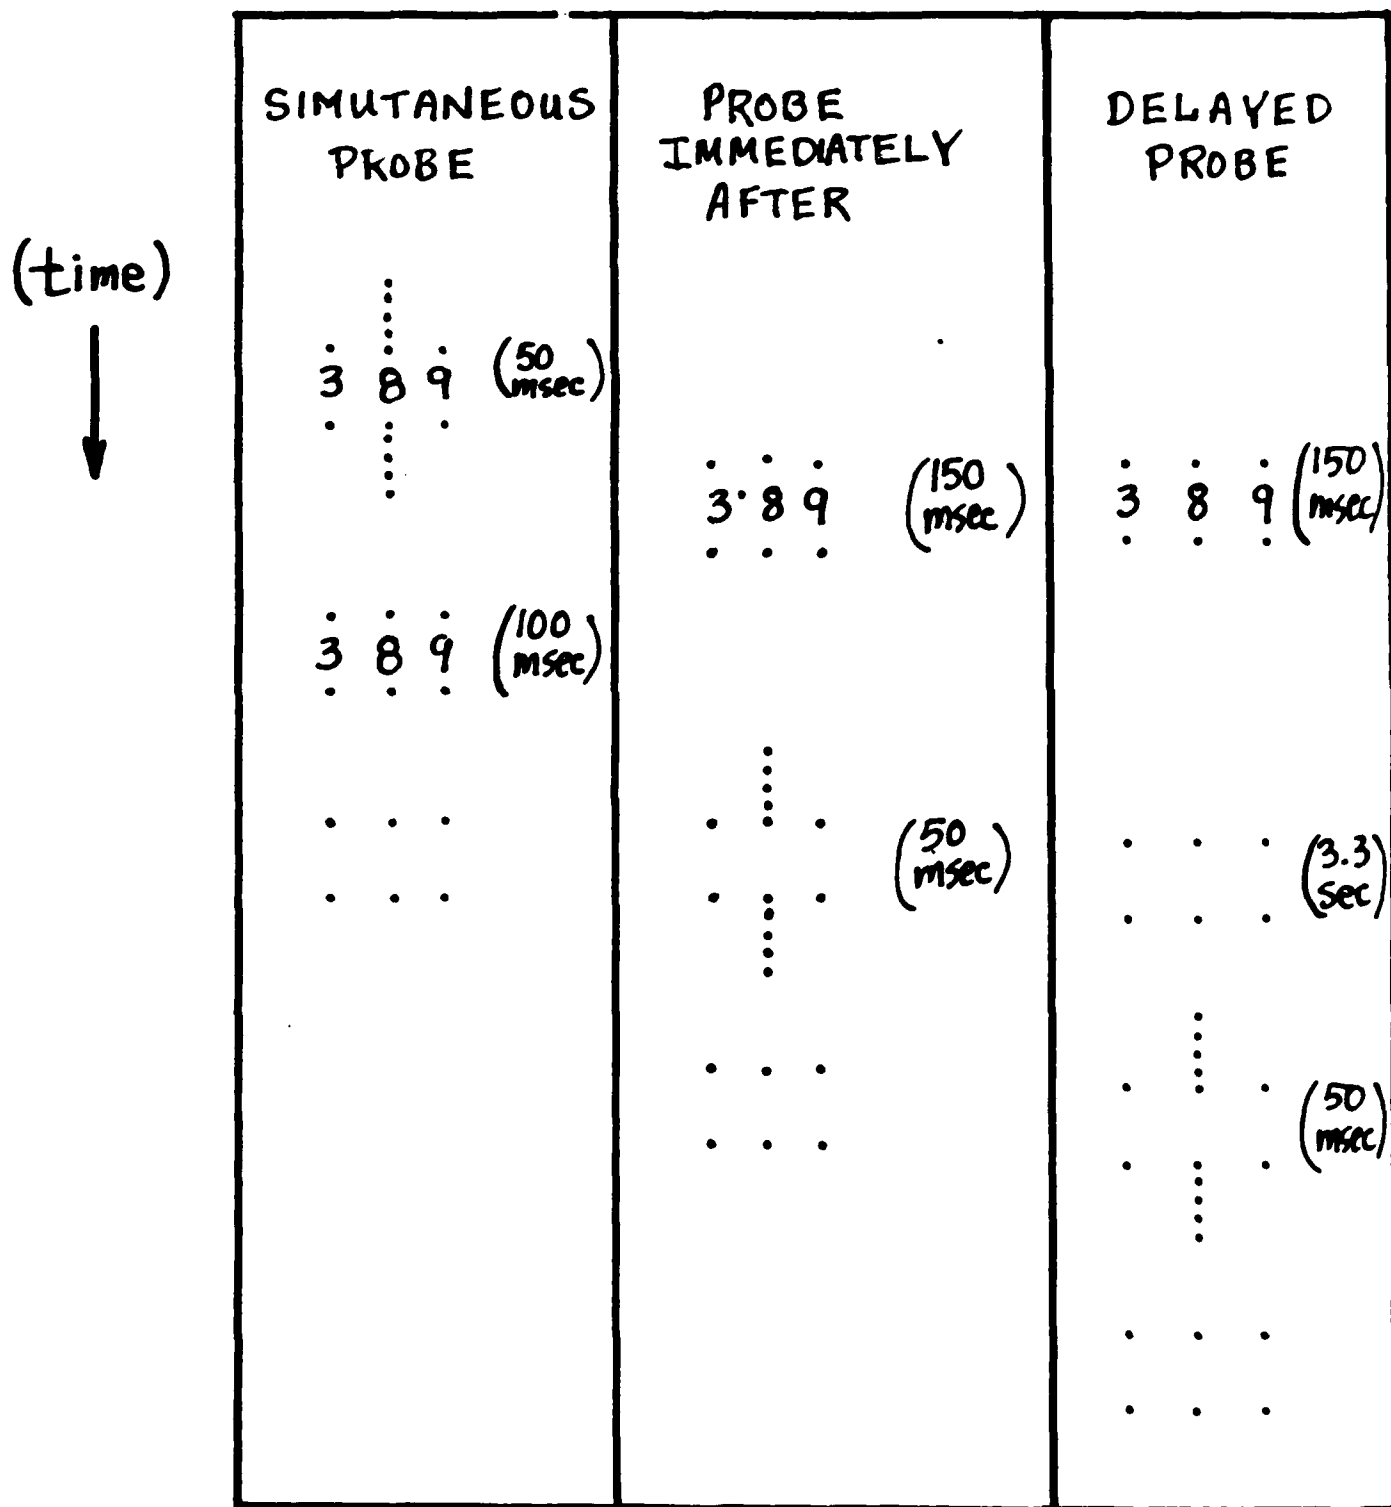 SIMUTANEOUS
PROBE
PROBE
IMMEDIATELY
AFTER
DELAYED
PROBE
(time)
3 8 9 (50 msec)
3 8 9 (150 msec)
3 8 9 (150 msec)
3 8 9 (100 msec)
(50 msec)
(3.3 sec)
(50 msec)